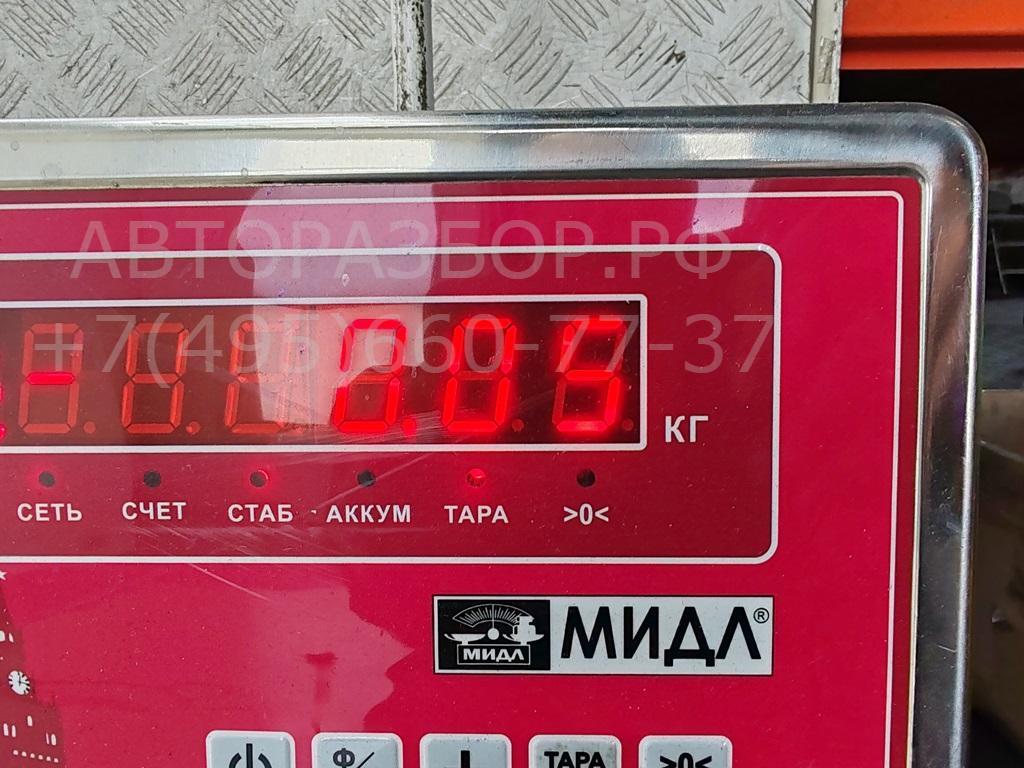 АВТОРАЗБОР.РФ
+7(495)660-77-37
КГ
СЕТЬ СЧЕТ СТАБ АККУМ ТАРА >0<
МИДЛ МИДЛ®
Ф/ ТАРА >0<